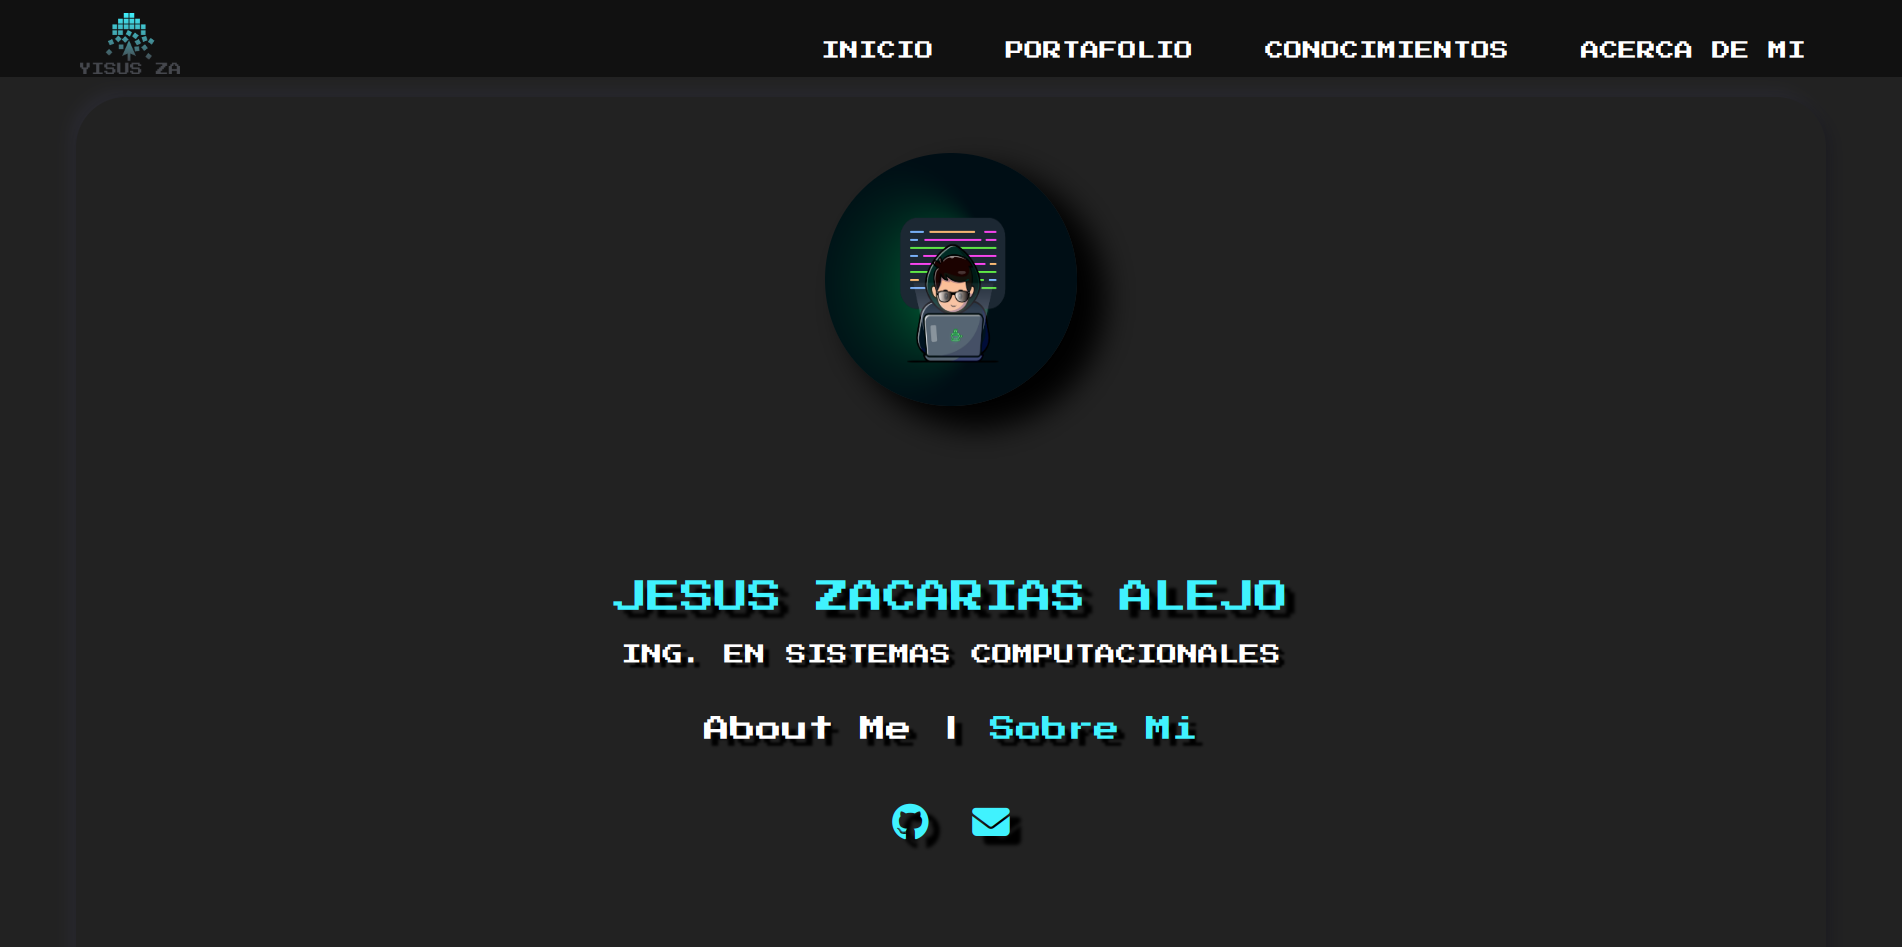 YISUS ZA
INICIO PORTAFOLIO CONOCIMIENTOS ACERCA DE MI
JESUS ZACARIAS ALEJO
ING. EN SISTEMAS COMPUTACIONALES
About Me | Sobre Mi